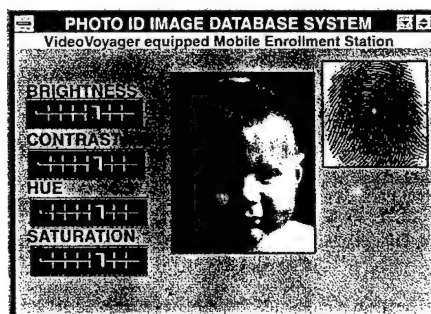 PHOTO ID IMAGE DATABASE SYSTEM
VideoVoyager equipped Mobile Enrollment Station
BRIGHTNESS
CONTRAST
HUE
SATURATION